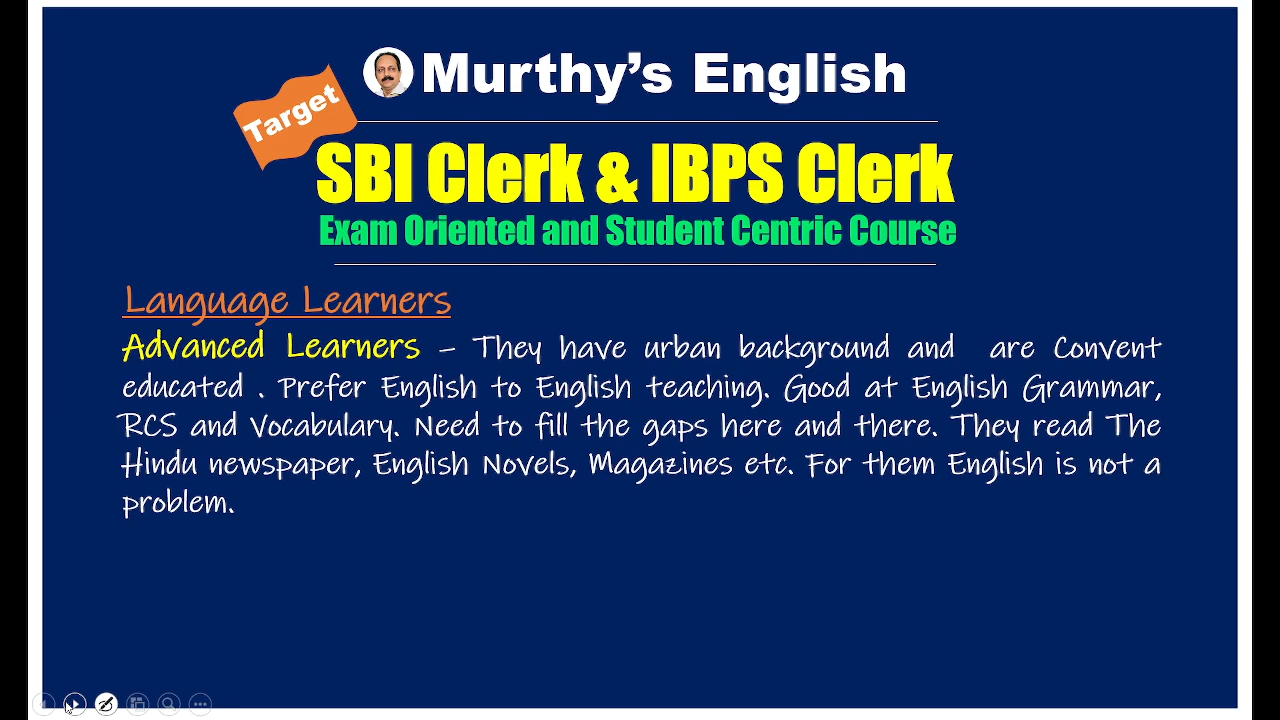 Murthy's English
Target
SBI Clerk & IBPS Clerk
Exam Oriented and Student Centric Course
Language Learners
Advanced Learners – They have urban background and are Convent
educated . Prefer English to English teaching. Good at English Grammar,
RCS and Vocabulary. Need to fill the gaps here and there. They read The
Hindu newspaper, English Novels, Magazines etc. For them English is not a
problem.